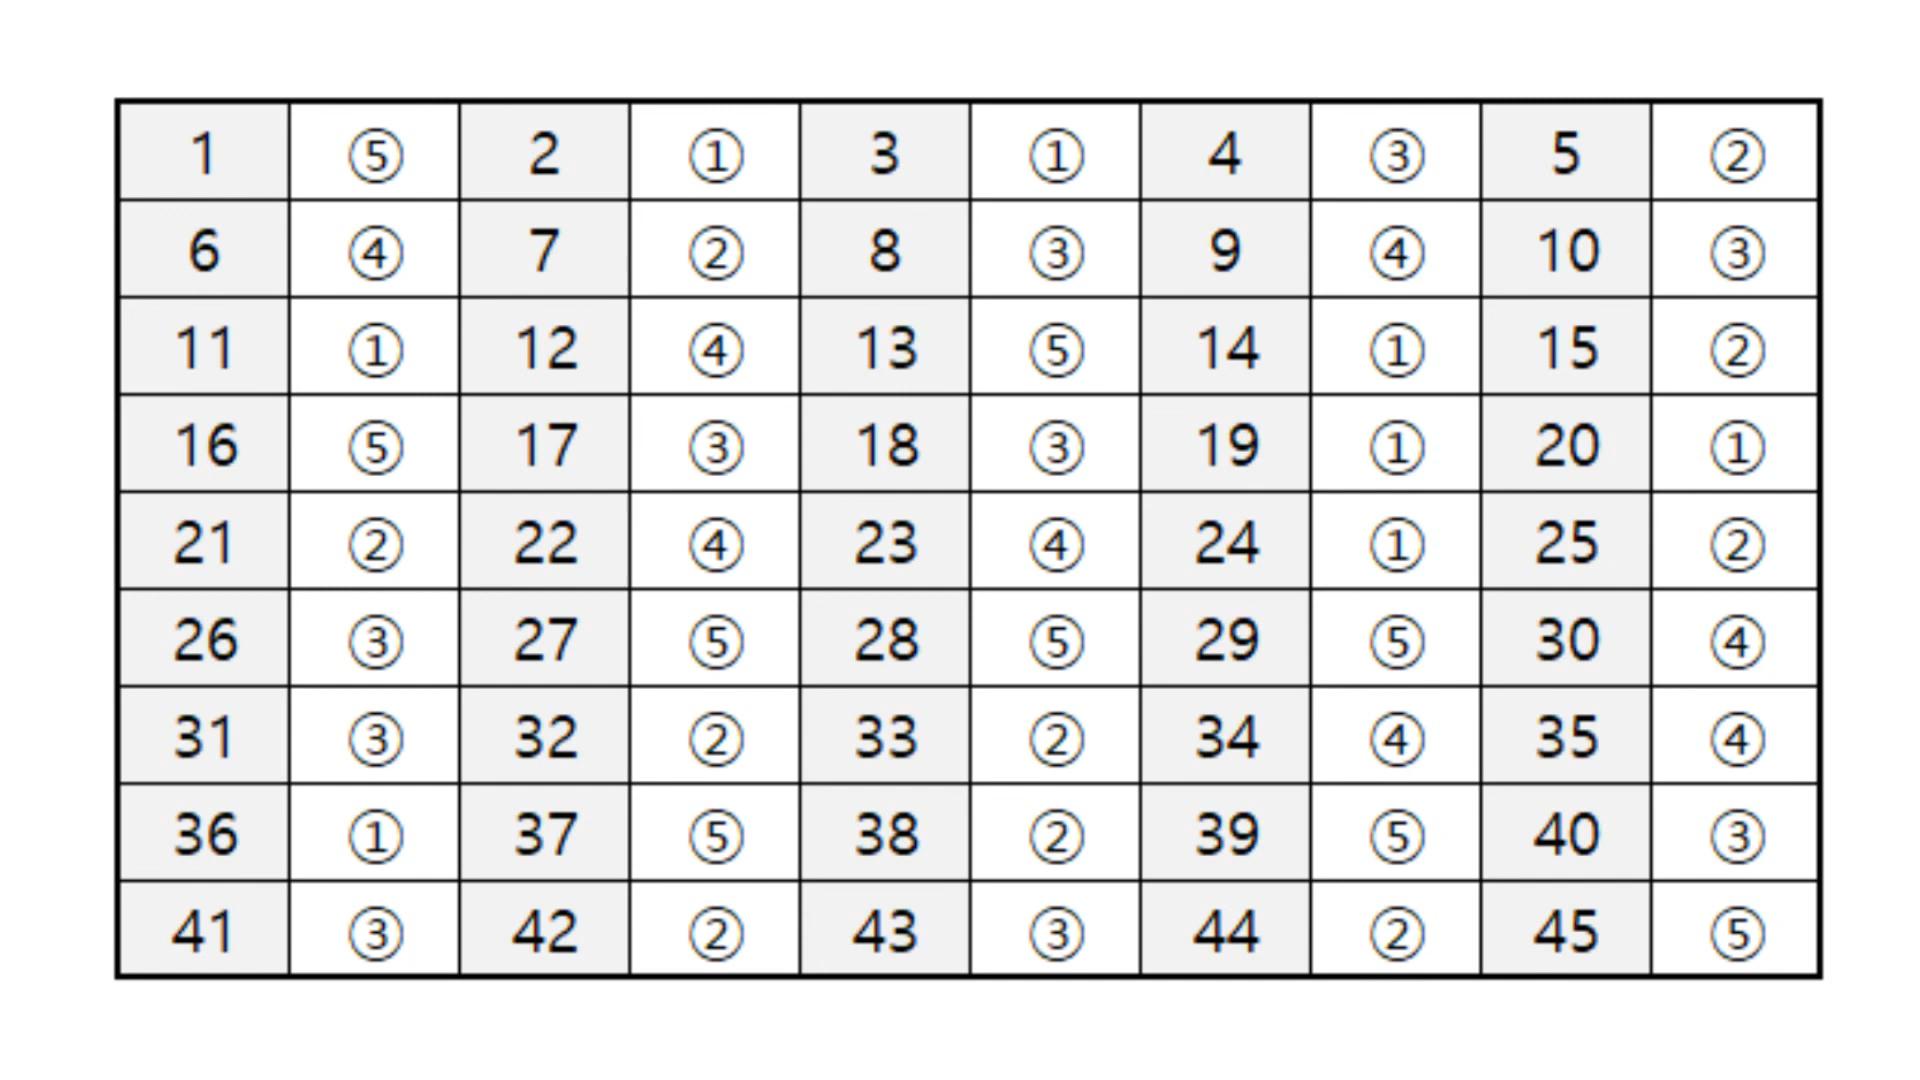 1 ⑤ 2 ① 3 ① 4 ③ 5 ②
6 ④ 7 ② 8 ③ 9 ④ 10 ③
11 ① 12 ④ 13 ⑤ 14 ① 15 ②
16 ⑤ 17 ③ 18 ③ 19 ① 20 ①
21 ② 22 ④ 23 ④ 24 ① 25 ②
26 ③ 27 ⑤ 28 ⑤ 29 ⑤ 30 ④
31 ③ 32 ② 33 ② 34 ④ 35 ④
36 ① 37 ⑤ 38 ② 39 ⑤ 40 ③
41 ③ 42 ② 43 ③ 44 ② 45 ⑤